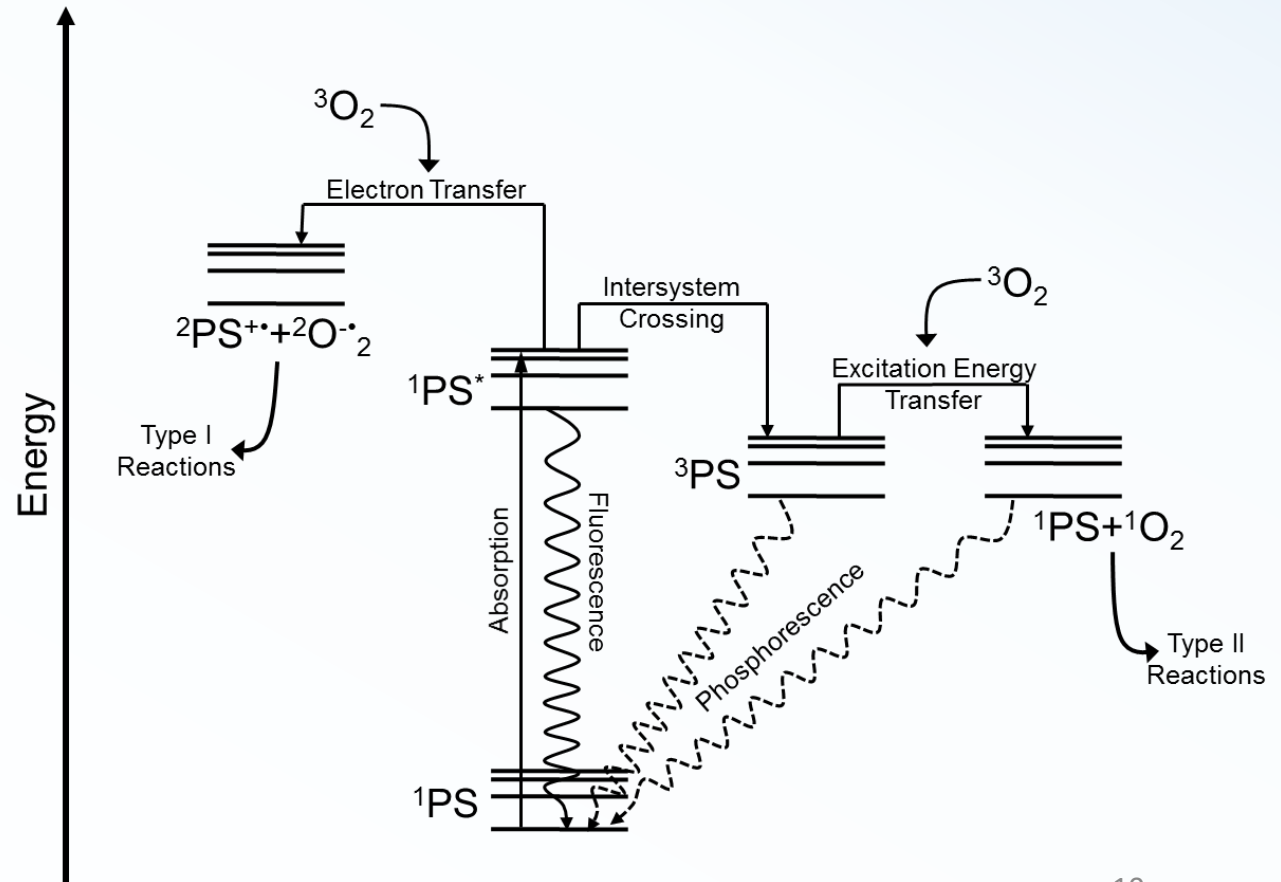 ³O₂
Electron Transfer
²PS⁺•+²O⁻•₂
Type I
Reactions
Energy
¹PS*
Intersystem
Crossing
³O₂
Excitation Energy
Transfer
³PS
¹PS+¹O₂
Type II
Reactions
Absorption
Fluorescence
Phosphorescence
¹PS